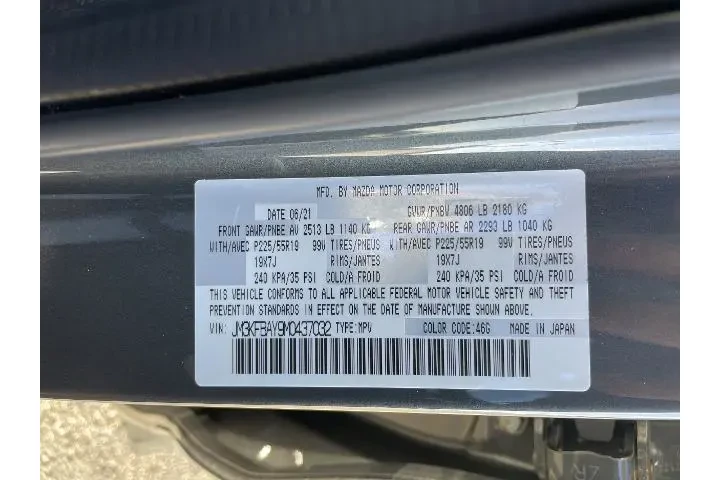 MFD. BY MAZDA MOTOR CORPORATION
DATE 06/21 GVWR/PNBV 4806 LB 2180 KG
FRONT GAWR/PNBE AV 2513 LB 1140 KG REAR GAWR/PNBE AR 2293 LB 1040 KG
WITH/AVEC P225/55R19 99V TIRES/PNEUS WITH/AVEC P225/55R19 99V TIRES/PNEUS
19X7J RIMS/JANTES 19X7J RIMS/JANTES
240 KPA/35 PSI COLD/A FROID 240 KPA/35 PSI COLD/A FROID
THIS VEHICLE CONFORMS TO ALL APPLICABLE FEDERAL MOTOR VEHICLE SAFETY AND THEFT
PREVENTION STANDARDS IN EFFECT ON THE DATE OF MANUFACTURE SHOWN ABOVE.
VIN: JM3KFBAY9M0437032 TYPE:MPV COLOR CODE:46G MADE IN JAPAN